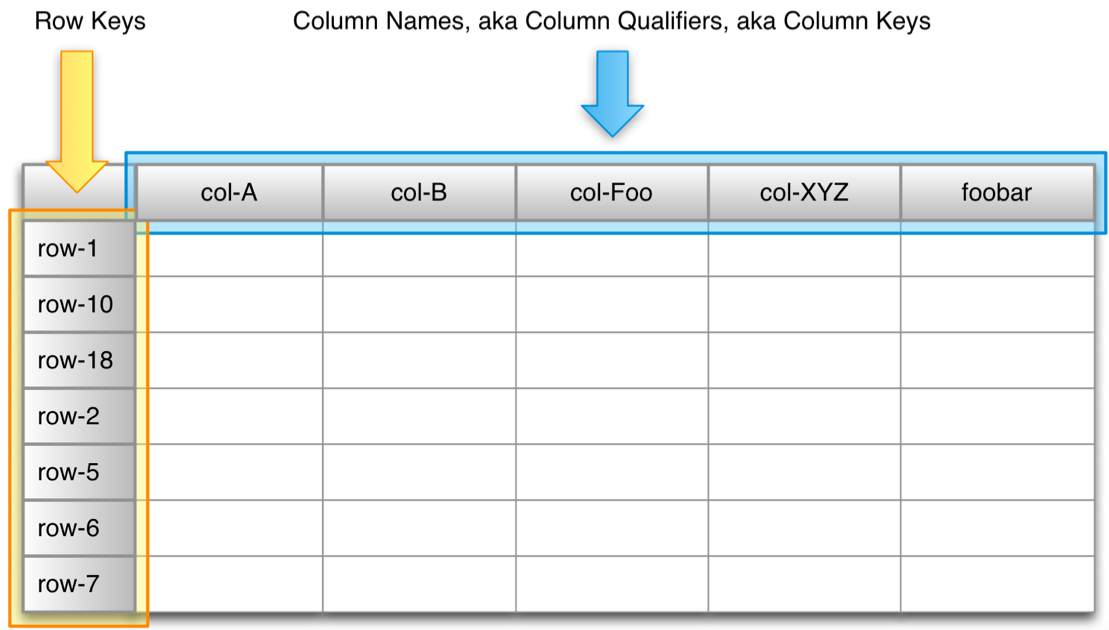 Row Keys
Column Names, aka Column Qualifiers, aka Column Keys
col-A col-B col-Foo col-XYZ foobar
row-1
row-10
row-18
row-2
row-5
row-6
row-7